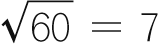 √60 = 7